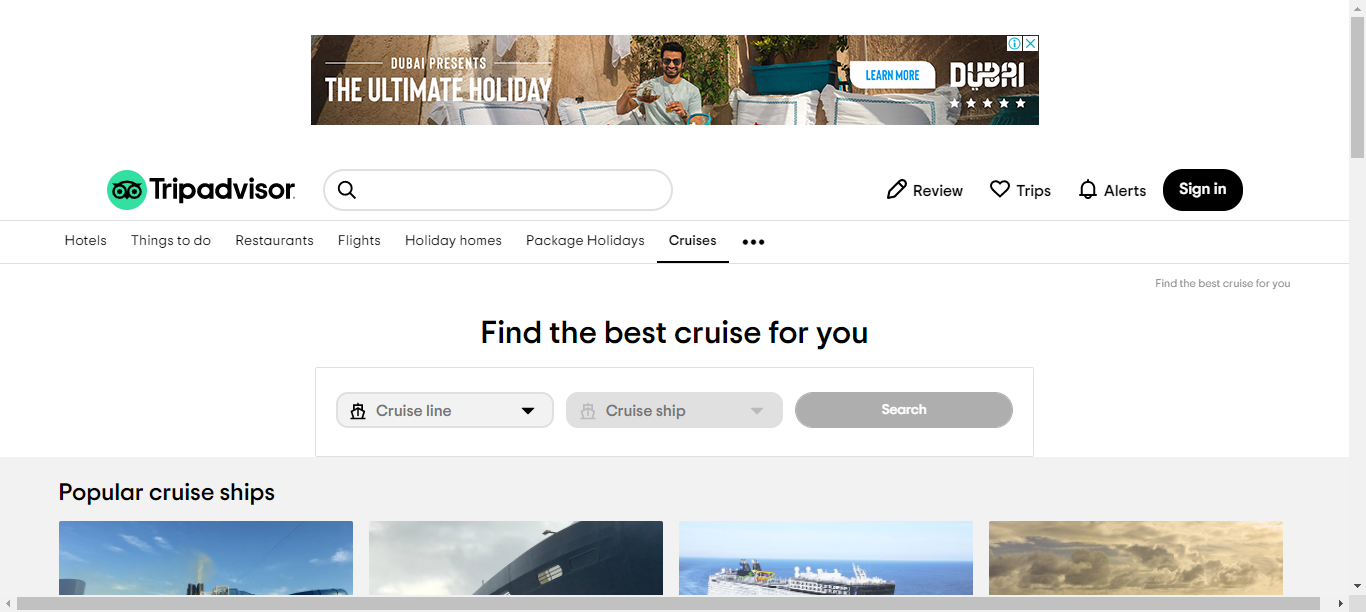 DUBAI PRESENTS
THE ULTIMATE HOLIDAY
LEARN MORE
DUBAI
Tripadvisor
Review
Trips
Alerts
Sign in
Hotels
Things to do
Restaurants
Flights
Holiday homes
Package Holidays
Cruises
Find the best cruise for you
Find the best cruise for you
Cruise line
Cruise ship
Search
Popular cruise ships